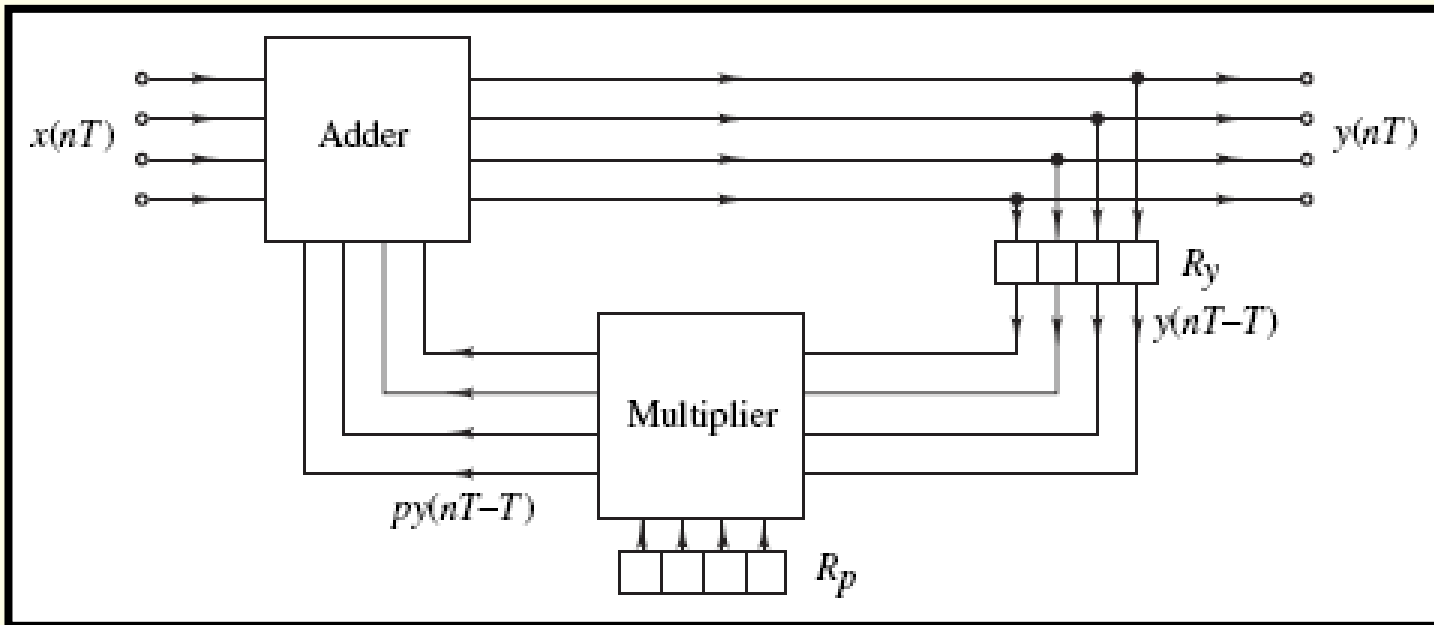 x(nT)
Adder
y(nT)
Ry
y(nT–T)
Multiplier
py(nT–T)
Rp